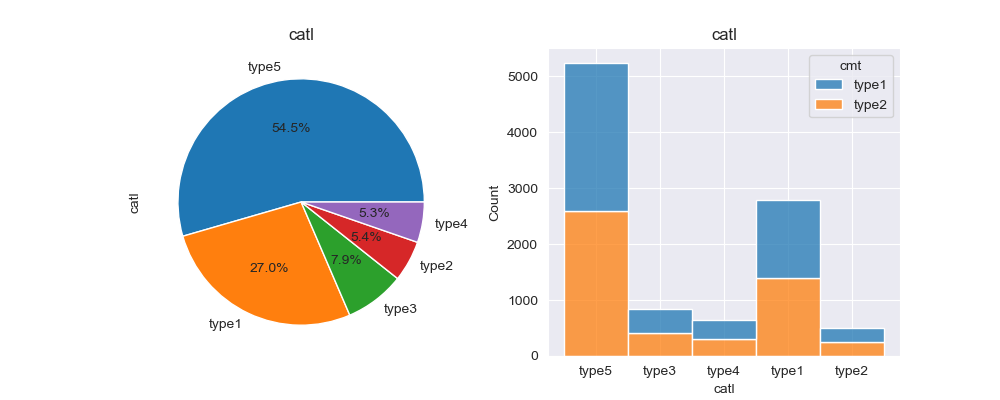 catl
type5
54.5%
catl
5.3%
type4
5.4%
type2
7.9%
27.0%
type3
type1
catl
cmt
type1
type2
Count
5000
4000
3000
2000
1000
0
type5 type3 type4 type1 type2
catl